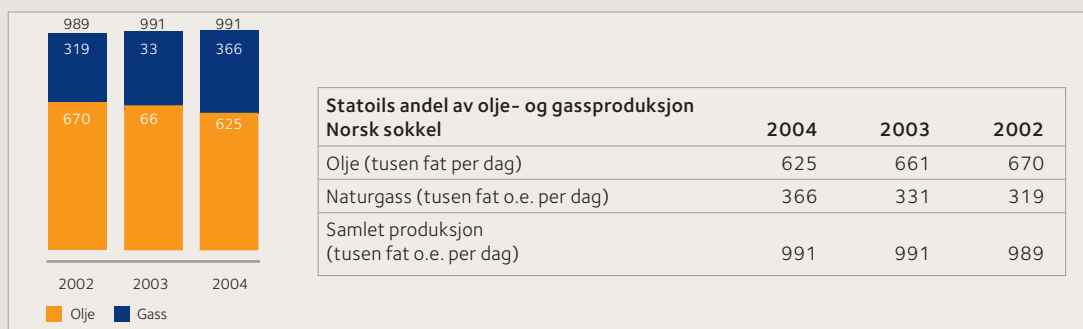 989 991 991
319 33 366
670 66 625
2002 2003 2004
Olje Gass
Statoils andel av olje- og gassproduksjon
Norsk sokkel 2004 2003 2002
Olje (tusen fat per dag) 625 661 670
Naturgass (tusen fat o.e. per dag) 366 331 319
Samlet produksjon
(tusen fat o.e. per dag) 991 991 989